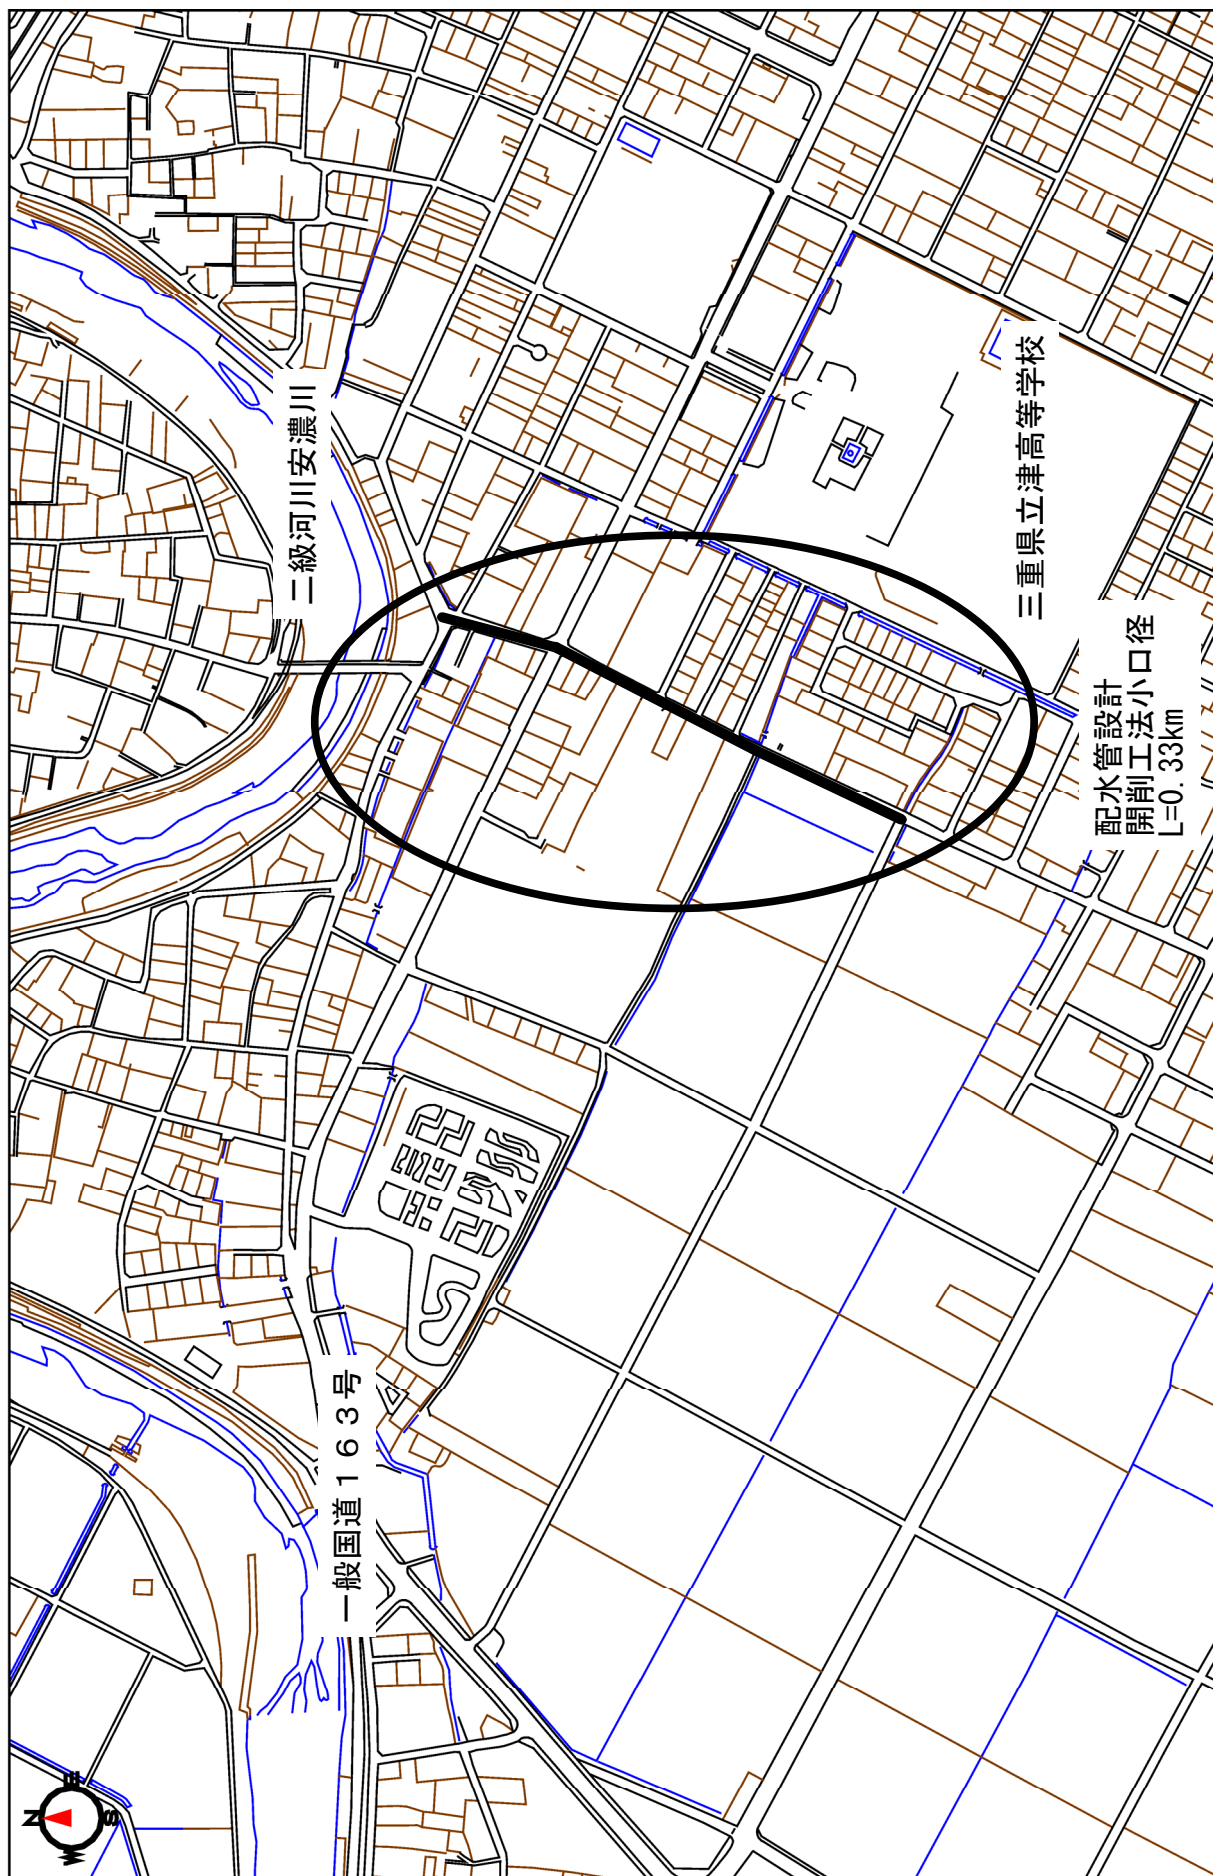 二級河川安濃川
一般国道163号
三重県立津高等学校
配水管設計
開削工法小口径
L=0.33km
N
E
S
W